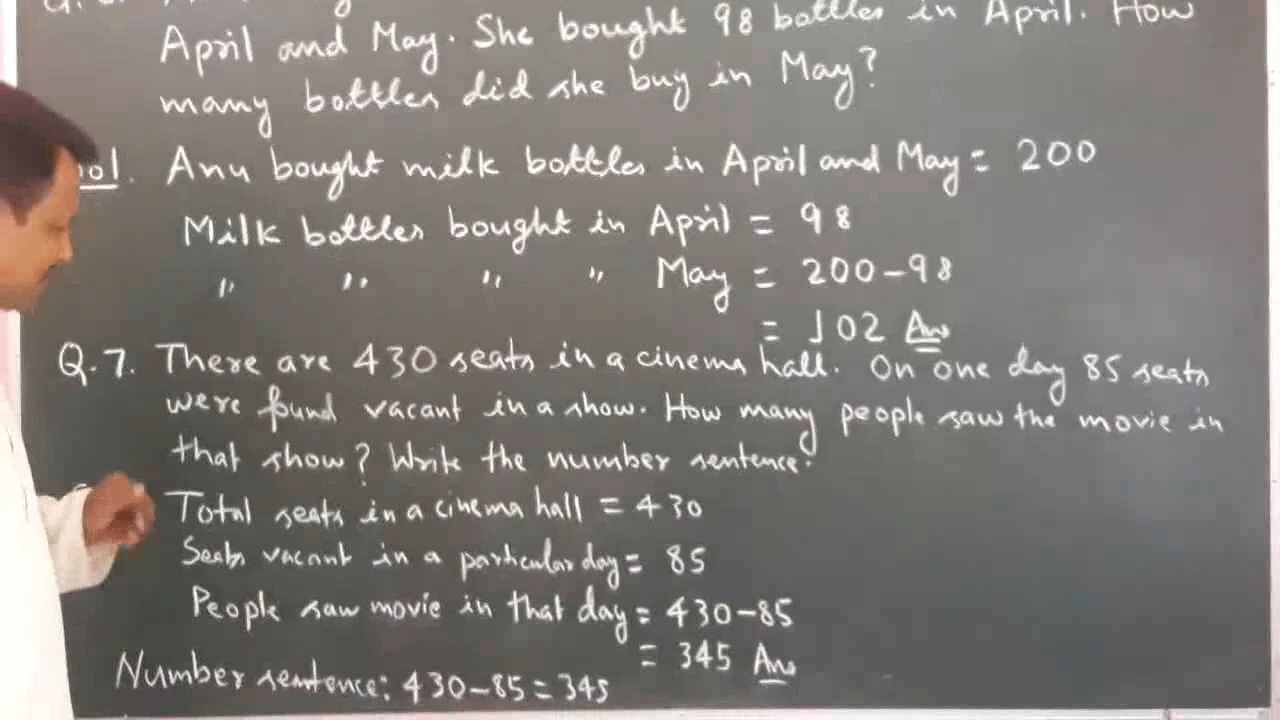 April and May. She bought 98 bottles in April. How
many bottles did she buy in May?
Sol. Anu bought milk bottles in April and May = 200
Milk bottles bought in April = 98
" " " " May = 200-98
= 102 Ans
Q.7. There are 430 seats in a cinema hall. On one day 85 seats
were found vacant in a show. How many people saw the movie in
that show? Write the number sentence.
Total seats in a cinema hall = 430
Seats vacant in a particular day = 85
People saw movie in that day = 430-85
= 345 Ans
Number sentence: 430-85=345